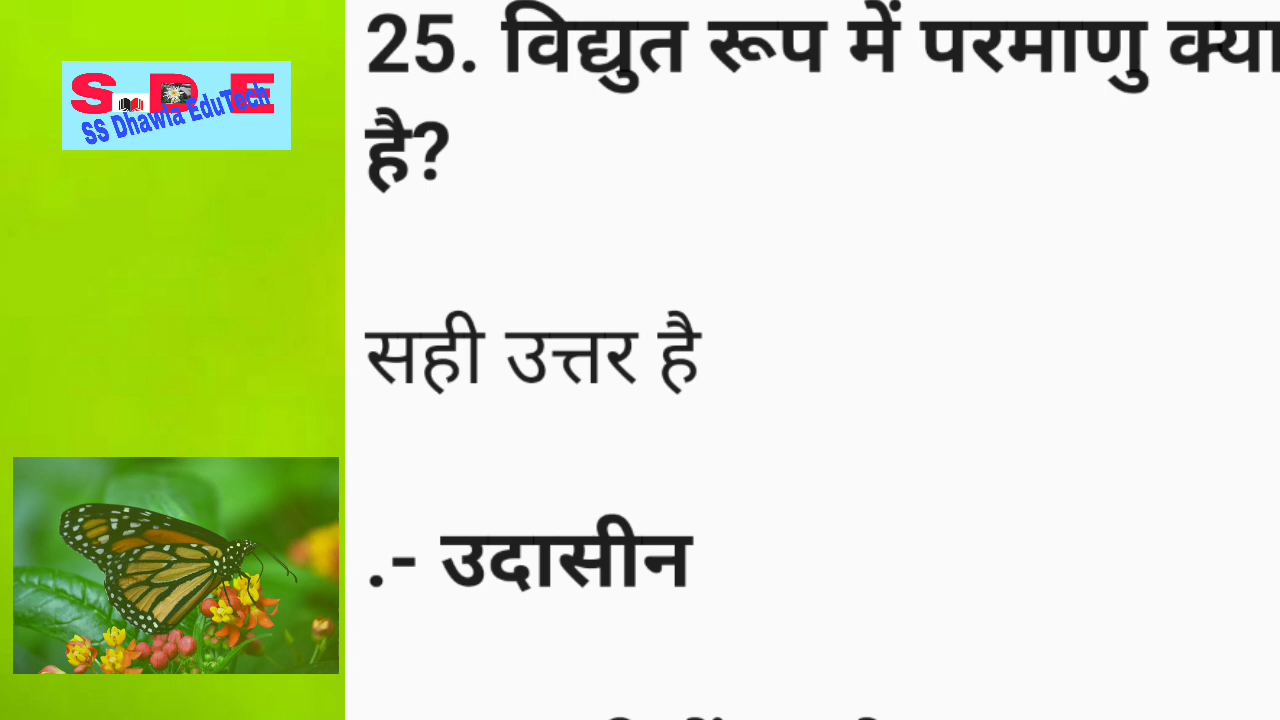 S D E
SS Dhawla EduTech
25. विद्युत रूप में परमाणु क्या
है?
सही उत्तर है
.- उदासीन